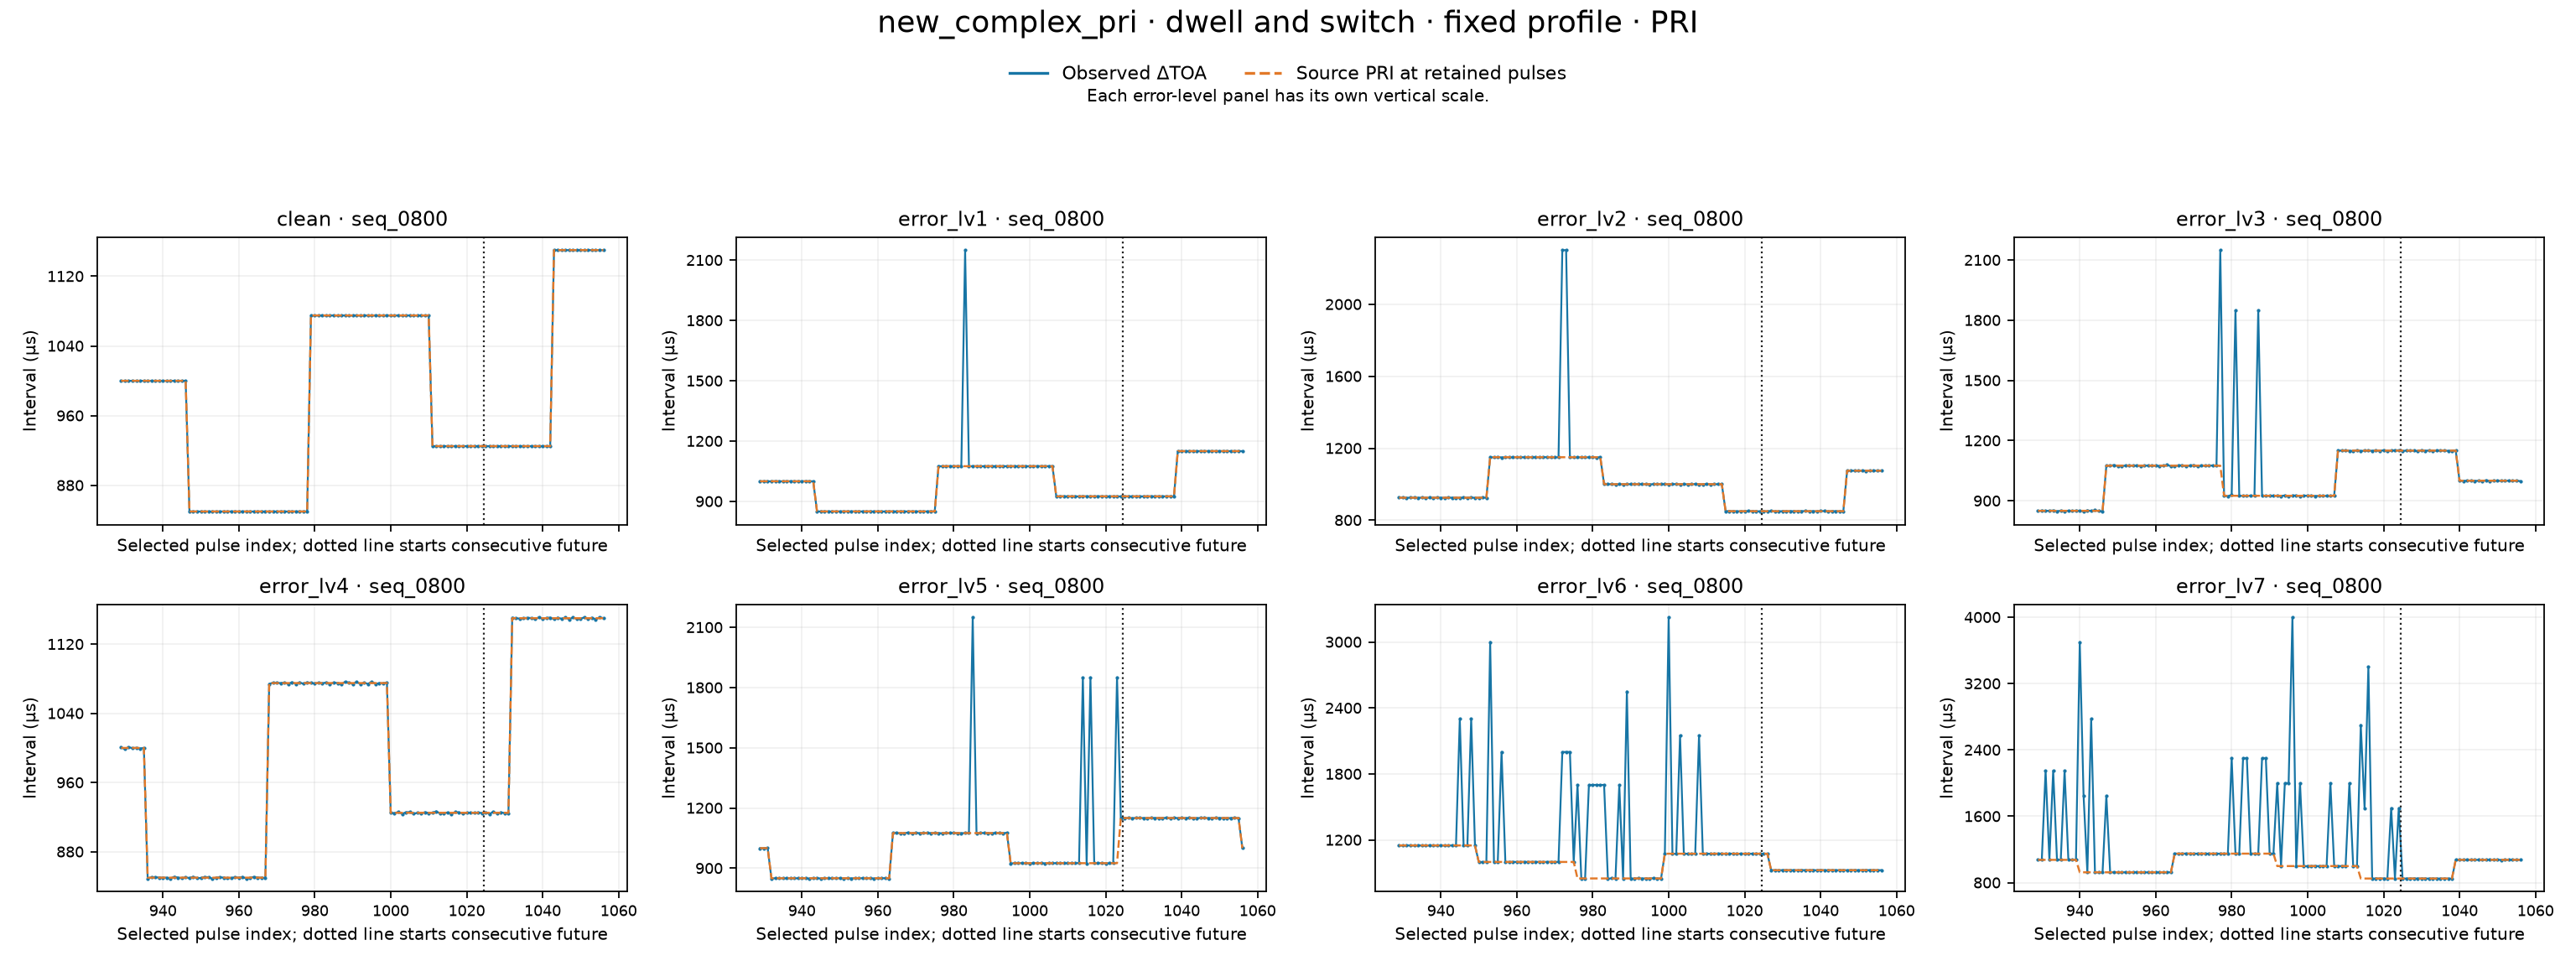 new_complex_pri · dwell and switch · fixed profile · PRI
Observed ΔTOA
Source PRI at retained pulses
Each error-level panel has its own vertical scale.
clean · seq_0800
1120
1040
960
880
Interval (µs)
Selected pulse index; dotted line starts consecutive future
error_lv1 · seq_0800
2100
1800
1500
1200
900
Interval (µs)
Selected pulse index; dotted line starts consecutive future
error_lv2 · seq_0800
2000
1600
1200
800
Interval (µs)
Selected pulse index; dotted line starts consecutive future
error_lv3 · seq_0800
2100
1800
1500
1200
900
Interval (µs)
Selected pulse index; dotted line starts consecutive future
error_lv4 · seq_0800
1120
1040
960
880
Interval (µs)
940 960 980 1000 1020 1040 1060
Selected pulse index; dotted line starts consecutive future
error_lv5 · seq_0800
2100
1800
1500
1200
900
Interval (µs)
940 960 980 1000 1020 1040 1060
Selected pulse index; dotted line starts consecutive future
error_lv6 · seq_0800
3000
2400
1800
1200
Interval (µs)
940 960 980 1000 1020 1040 1060
Selected pulse index; dotted line starts consecutive future
error_lv7 · seq_0800
4000
3200
2400
1600
800
Interval (µs)
940 960 980 1000 1020 1040 1060
Selected pulse index; dotted line starts consecutive future